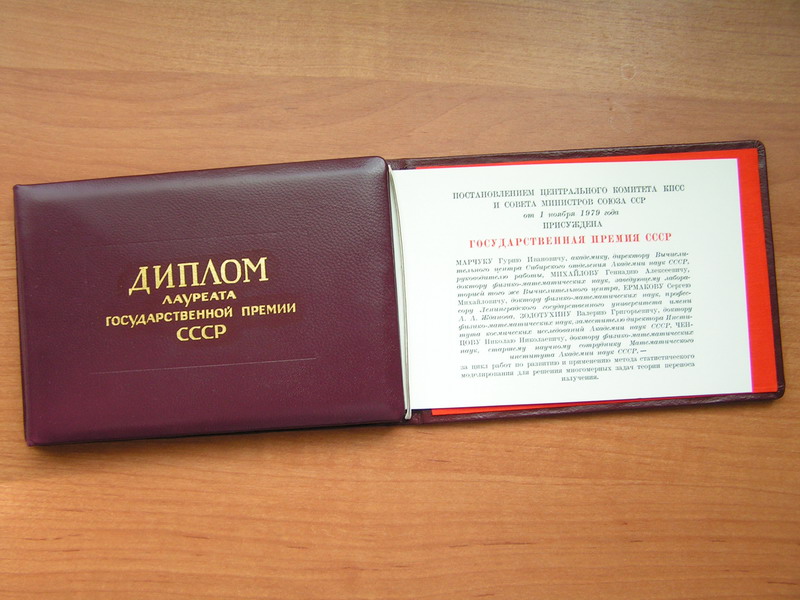 ДИПЛОМ
ЛАУРЕАТА
ГОСУДАРСТВЕННОЙ ПРЕМИИ
СССР
ПОСТАНОВЛЕНИЕМ ЦЕНТРАЛЬНОГО КОМИТЕТА КПСС
И СОВЕТА МИНИСТРОВ СОЮЗА ССР
от 1 ноября 1979 года
ПРИСУЖДЕНА
ГОСУДАРСТВЕННАЯ ПРЕМИЯ СССР
МАРЧУКУ Гурию Ивановичу, академику, директору Вычисли-
тельного центра Сибирского отделения Академии наук СССР,
руководителю работы, МИХАЙЛОВУ Геннадию Алексеевичу,
доктору физико-математических наук, заведующему лабора-
торией того же Вычислительного центра, ЕРМАКОВУ Сергею
Михайловичу, доктору физико-математических наук, профес-
сору Ленинградского государственного университета имени
А. А. Жданова, ЗОЛОТУХИНУ Валерию Григорьевичу, доктору
физико-математических наук, заместителю директора Инсти-
тута космических исследований Академии наук СССР, ЧЕН-
ЦОВУ Николаю Николаевичу, доктору физико-математических
наук, старшему научному сотруднику Математического
института Академии наук СССР, —
за цикл работ по развитию и применению метода статистического
моделирования для решения многомерных задач теории переноса
излучения.